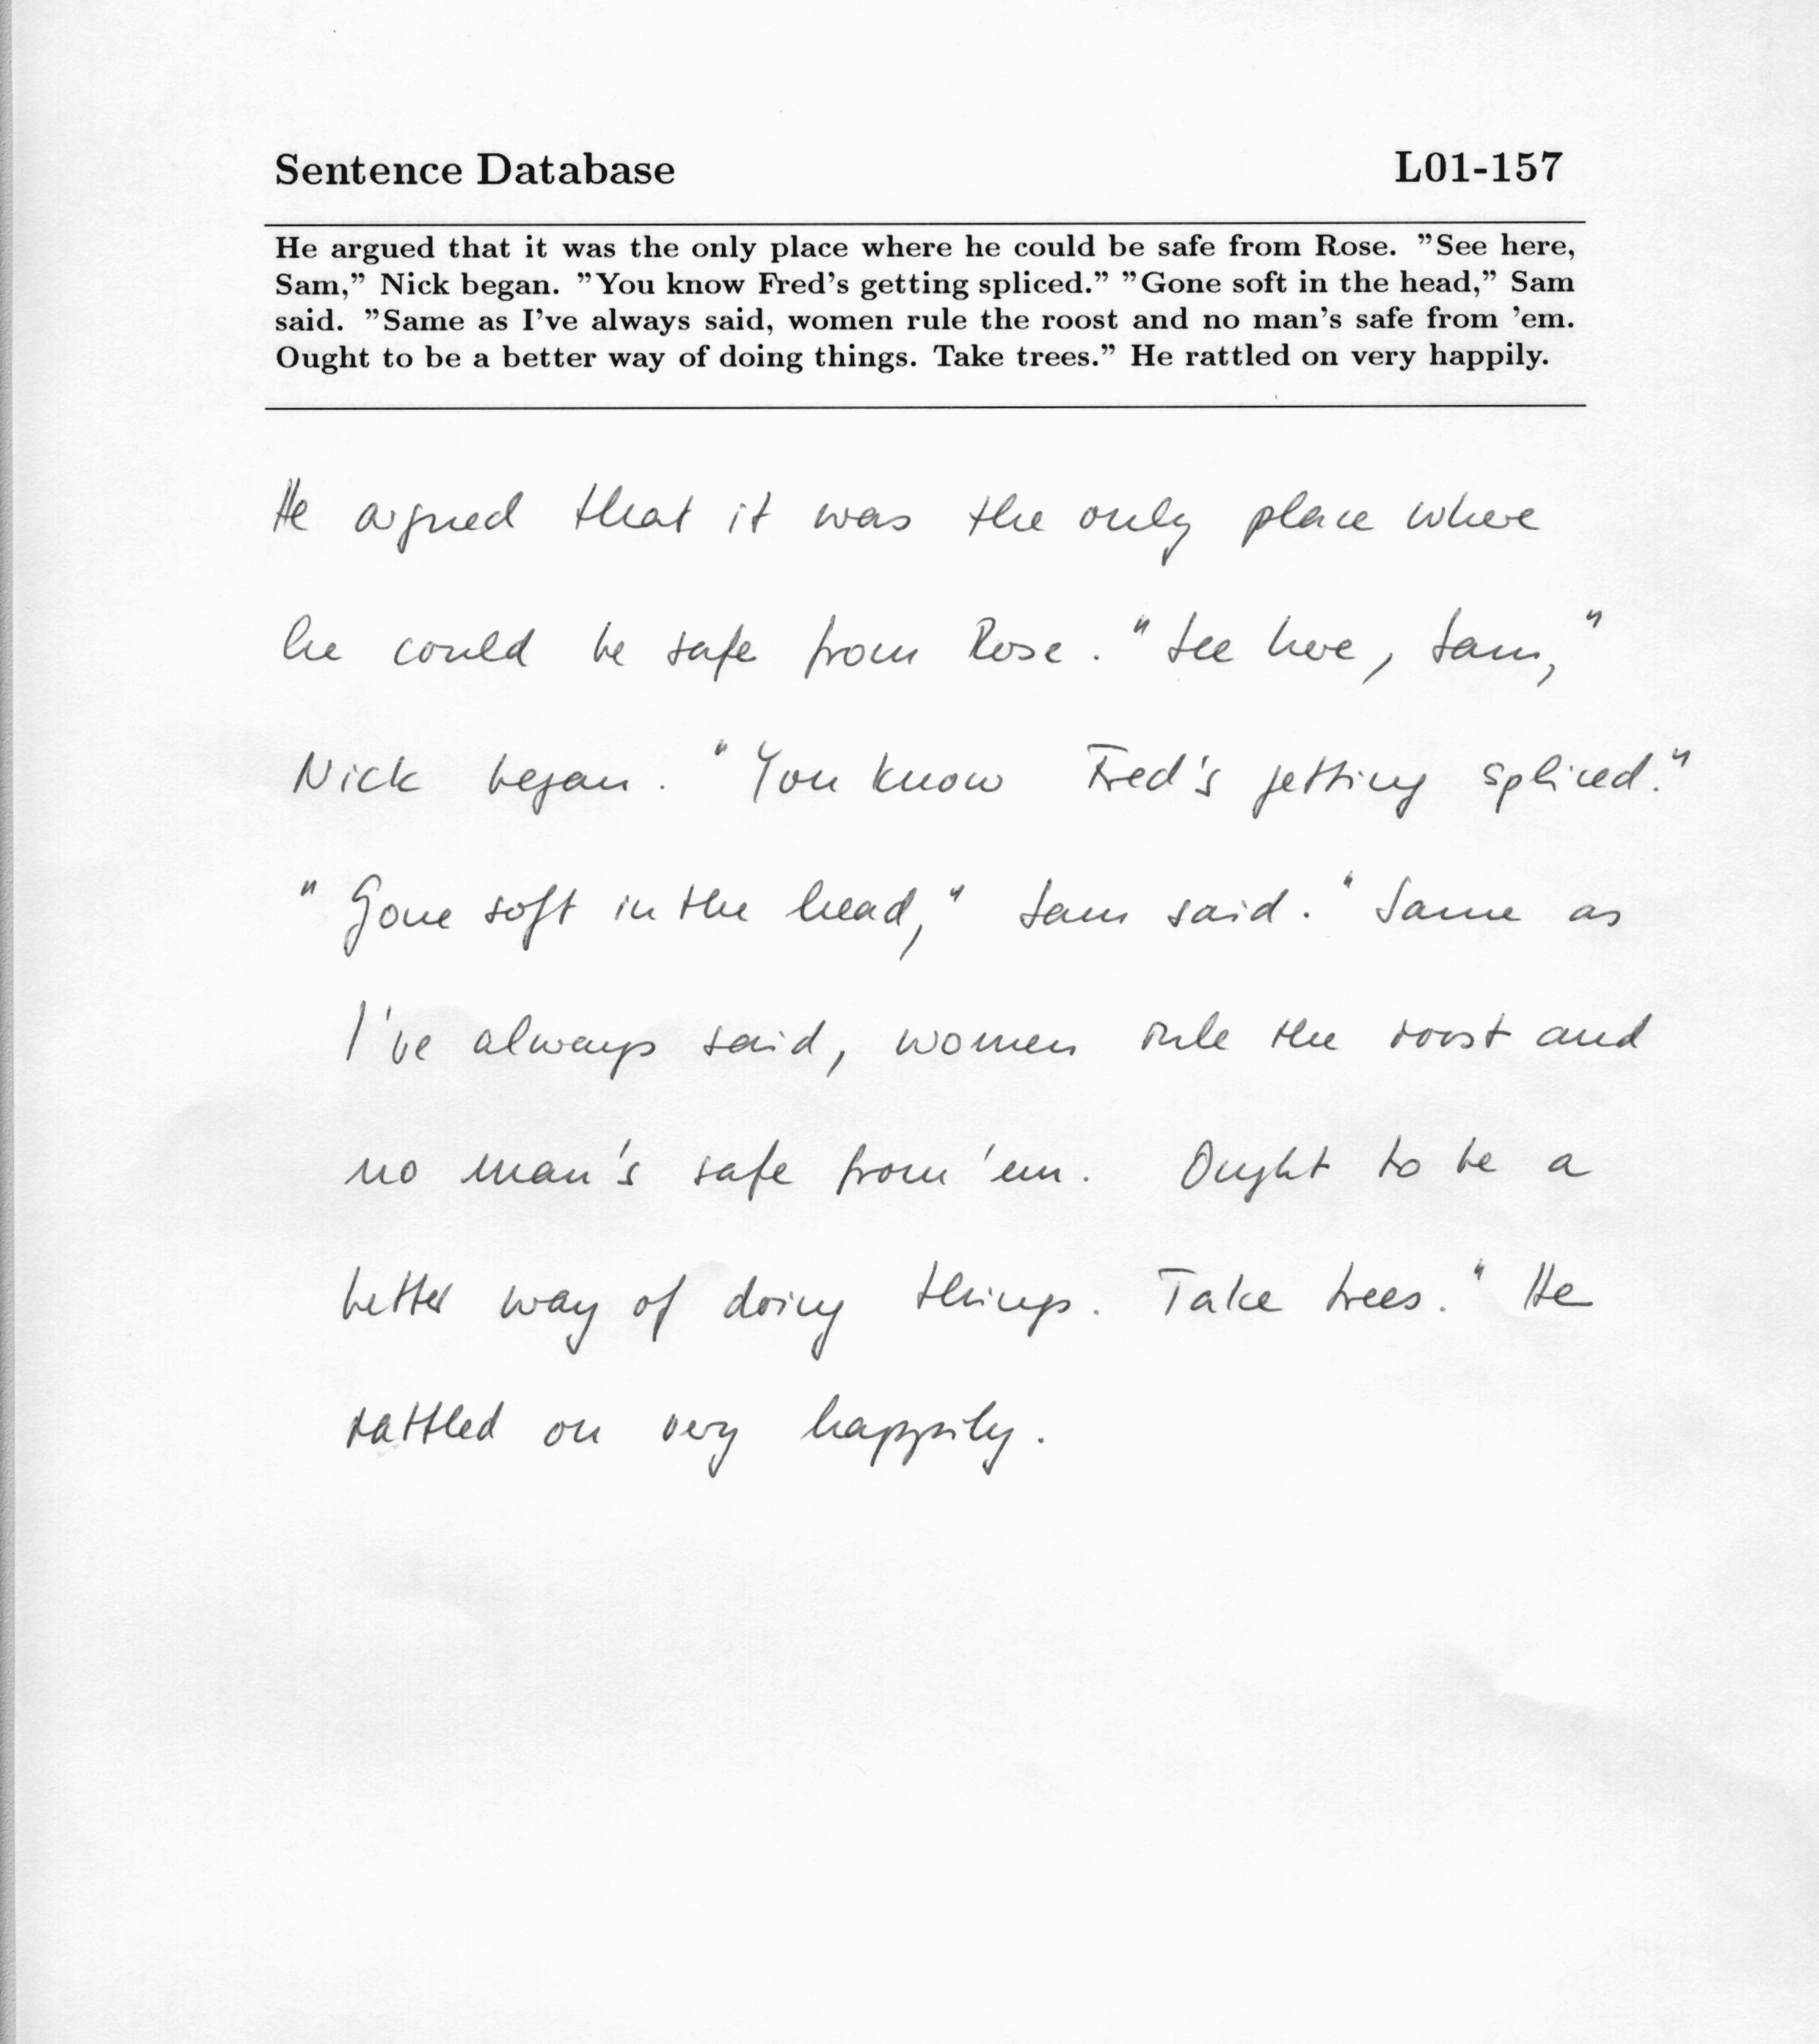 Sentence Database L01-157
He argued that it was the only place where he could be safe from Rose. "See here,
Sam," Nick began. "You know Fred's getting spliced." "Gone soft in the head," Sam
said. "Same as I've always said, women rule the roost and no man's safe from 'em.
Ought to be a better way of doing things. Take trees." He rattled on very happily.
He argued that it was the only place where
he could be safe from Rose. "See here, Sam,"
Nick began. "You know Fred's getting spliced."
"Gone soft in the head," Sam said. "Same as
I've always said, women rule the roost and
no man's safe from 'em. Ought to be a
better way of doing things. Take trees." He
rattled on very happily.